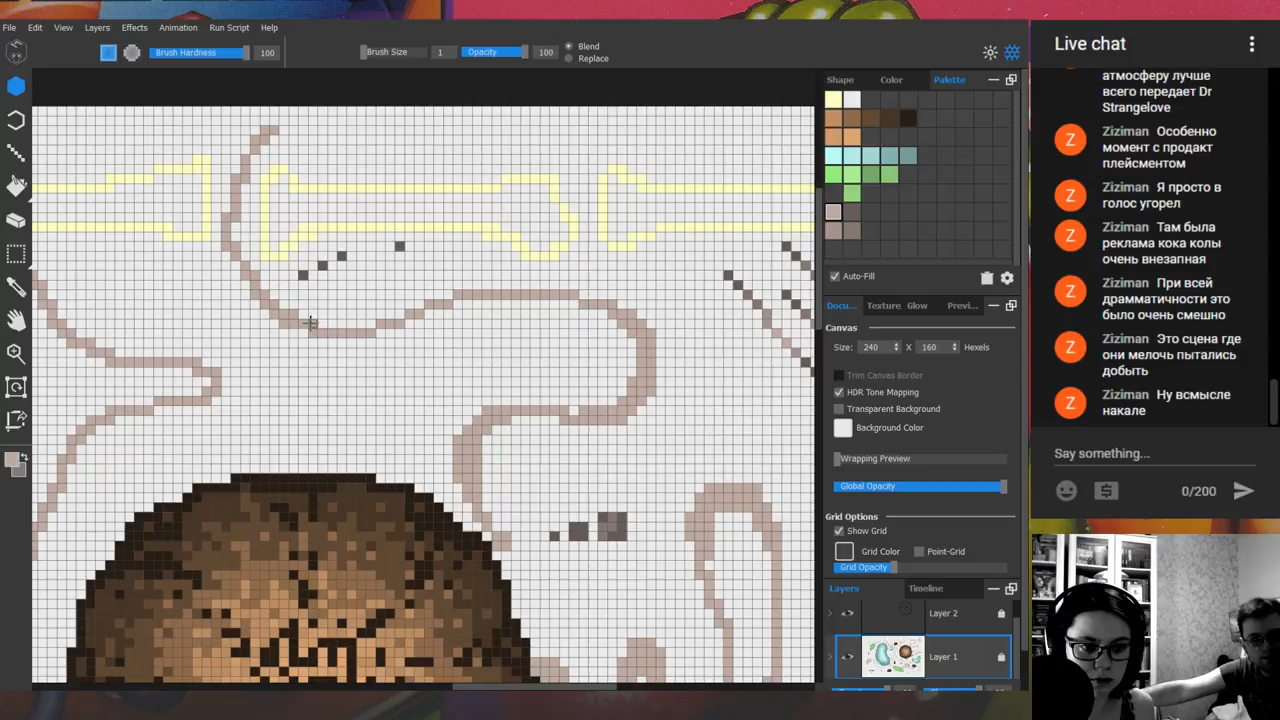 File Edit View Layers Effects Animation Run Script Help
Brush Hardness 100 Brush Size 1 Opacity 100 Blend
Replace
Shape Color Palette
Auto-Fill
Docu... Texture Glow Previ...
Canvas
Size: 240 X 160 Hexels
Trim Canvas Border
HDR Tone Mapping
Transparent Background
Background Color
Wrapping Preview
Global Opacity
Grid Options
Show Grid
Grid Color Point-Grid
Grid Opacity
Layers Timeline
Layer 2
Layer 1
Live chat
атмосферу лучше
всего передает Dr
Strangelove
Z Ziziman Особенно
момент с продакт
плейсментом
Z Ziziman Я просто в
голос угорел
Z Ziziman Там была
реклама кока колы
очень внезапная
Z Ziziman При всей
драмматичности это
было очень смешно
Z Ziziman Это сцена где
они мелочь пытались
добыть
Z Ziziman Ну всмысле
накале
Say something...
0/200